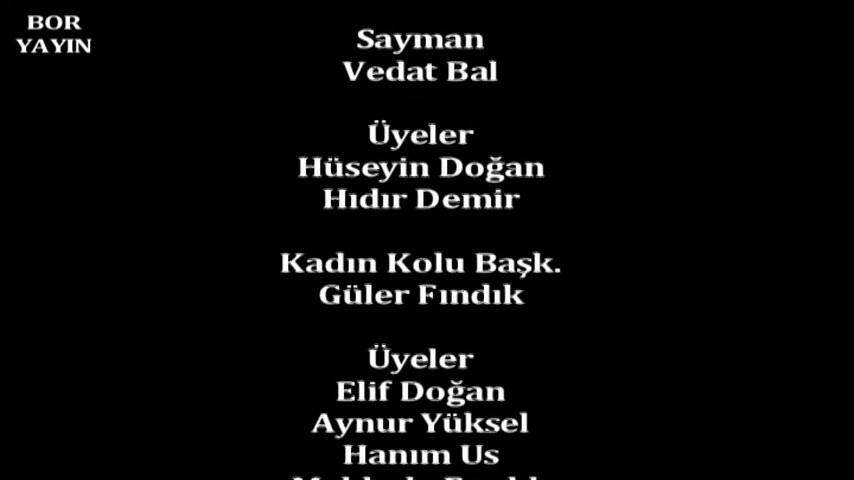 BOR
YAYIN
Sayman
Vedat Bal
Üyeler
Hüseyin Doğan
Hıdır Demir
Kadın Kolu Başk.
Güler Fındık
Üyeler
Elif Doğan
Aynur Yüksel
Hanım Us